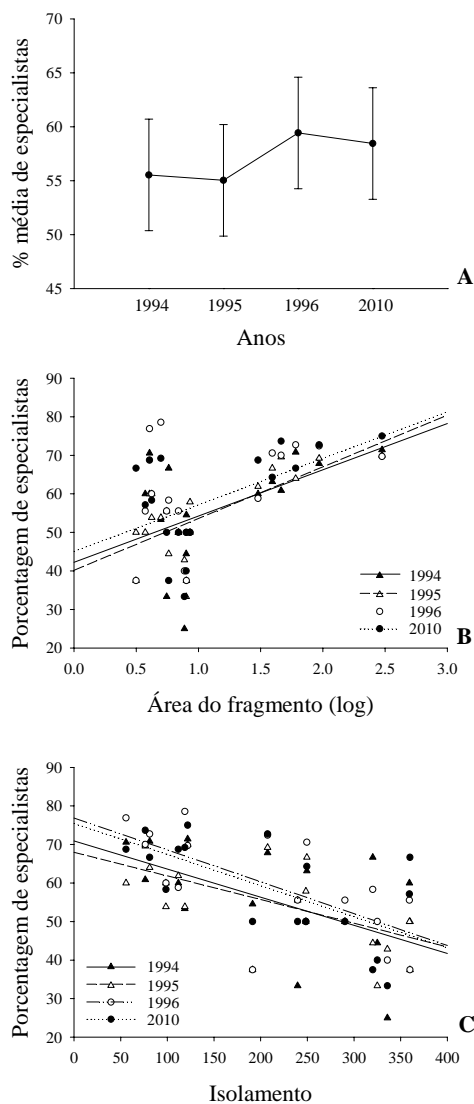 % média de especialistas
70
65
60
55
50
45
1994 1995 1996 2010
Anos
A
Porcentagem de especialistas
90
80
70
60
50
40
30
20
0.0 0.5 1.0 1.5 2.0 2.5 3.0
Área do fragmento (log)
1994
1995
1996
2010
B
Porcentagem de especialistas
90
80
70
60
50
40
30
20
0 50 100 150 200 250 300 350 400
Isolamento
1994
1995
1996
2010
C